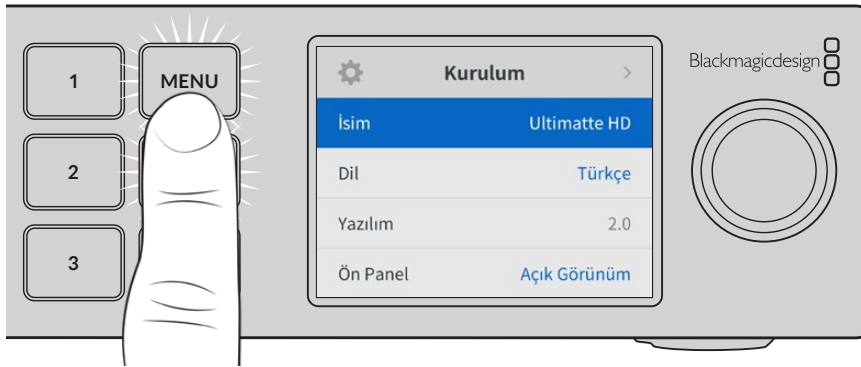 1
MENU
2
3
Kurulum
İsim Ultimatte HD
Dil Türkçe
Yazılım 2.0
Ön Panel Açık Görünüm
Blackmagicdesign